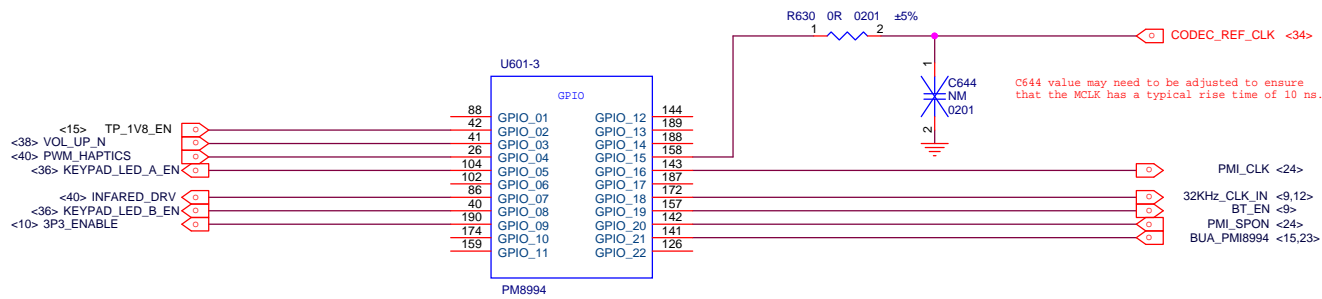 R630 0R 0201 ±5%
1 2
CODEC_REF_CLK <34>
U601-3
1
C644
NM
0201
2
C644 value may need to be adjusted to ensure
that the MCLK has a typical rise time of 10 ns.
GPIO
88 GPIO_01 GPIO_12 144
<15> TP_1V8_EN 42 GPIO_02 GPIO_13 189
<38> VOL_UP_N 41 GPIO_03 GPIO_14 188
<40> PWM_HAPTICS 26 GPIO_04 GPIO_15 158
<36> KEYPAD_LED_A_EN 104 GPIO_05 GPIO_16 143 PMI_CLK <24>
102 GPIO_06 GPIO_17 187
<40> INFARED_DRV 86 GPIO_07 GPIO_18 172 32KHz_CLK_IN <9,12>
<36> KEYPAD_LED_B_EN 40 GPIO_08 GPIO_19 157 BT_EN <9>
<10> 3P3_ENABLE 190 GPIO_09 GPIO_20 142 PMI_SPON <24>
174 GPIO_10 GPIO_21 141 BUA_PMI8994 <15,23>
159 GPIO_11 GPIO_22 126
PM8994